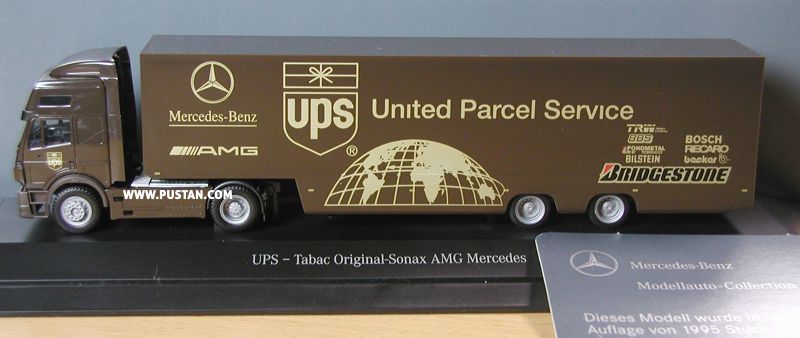 Mercedes-Benz
AMG
ups
®
United Parcel Service
TRW
BBS
FONDMETAL
BILSTEIN
BOSCH
RECARO
becker
BRIDGESTONE
WWW.PUSTAN.COM
UPS – Tabac Original-Sonax AMG Mercedes
Mercedes-Benz
Modellauto-Collection
Dieses Modell wurde in
Auflage von 1995 Stück